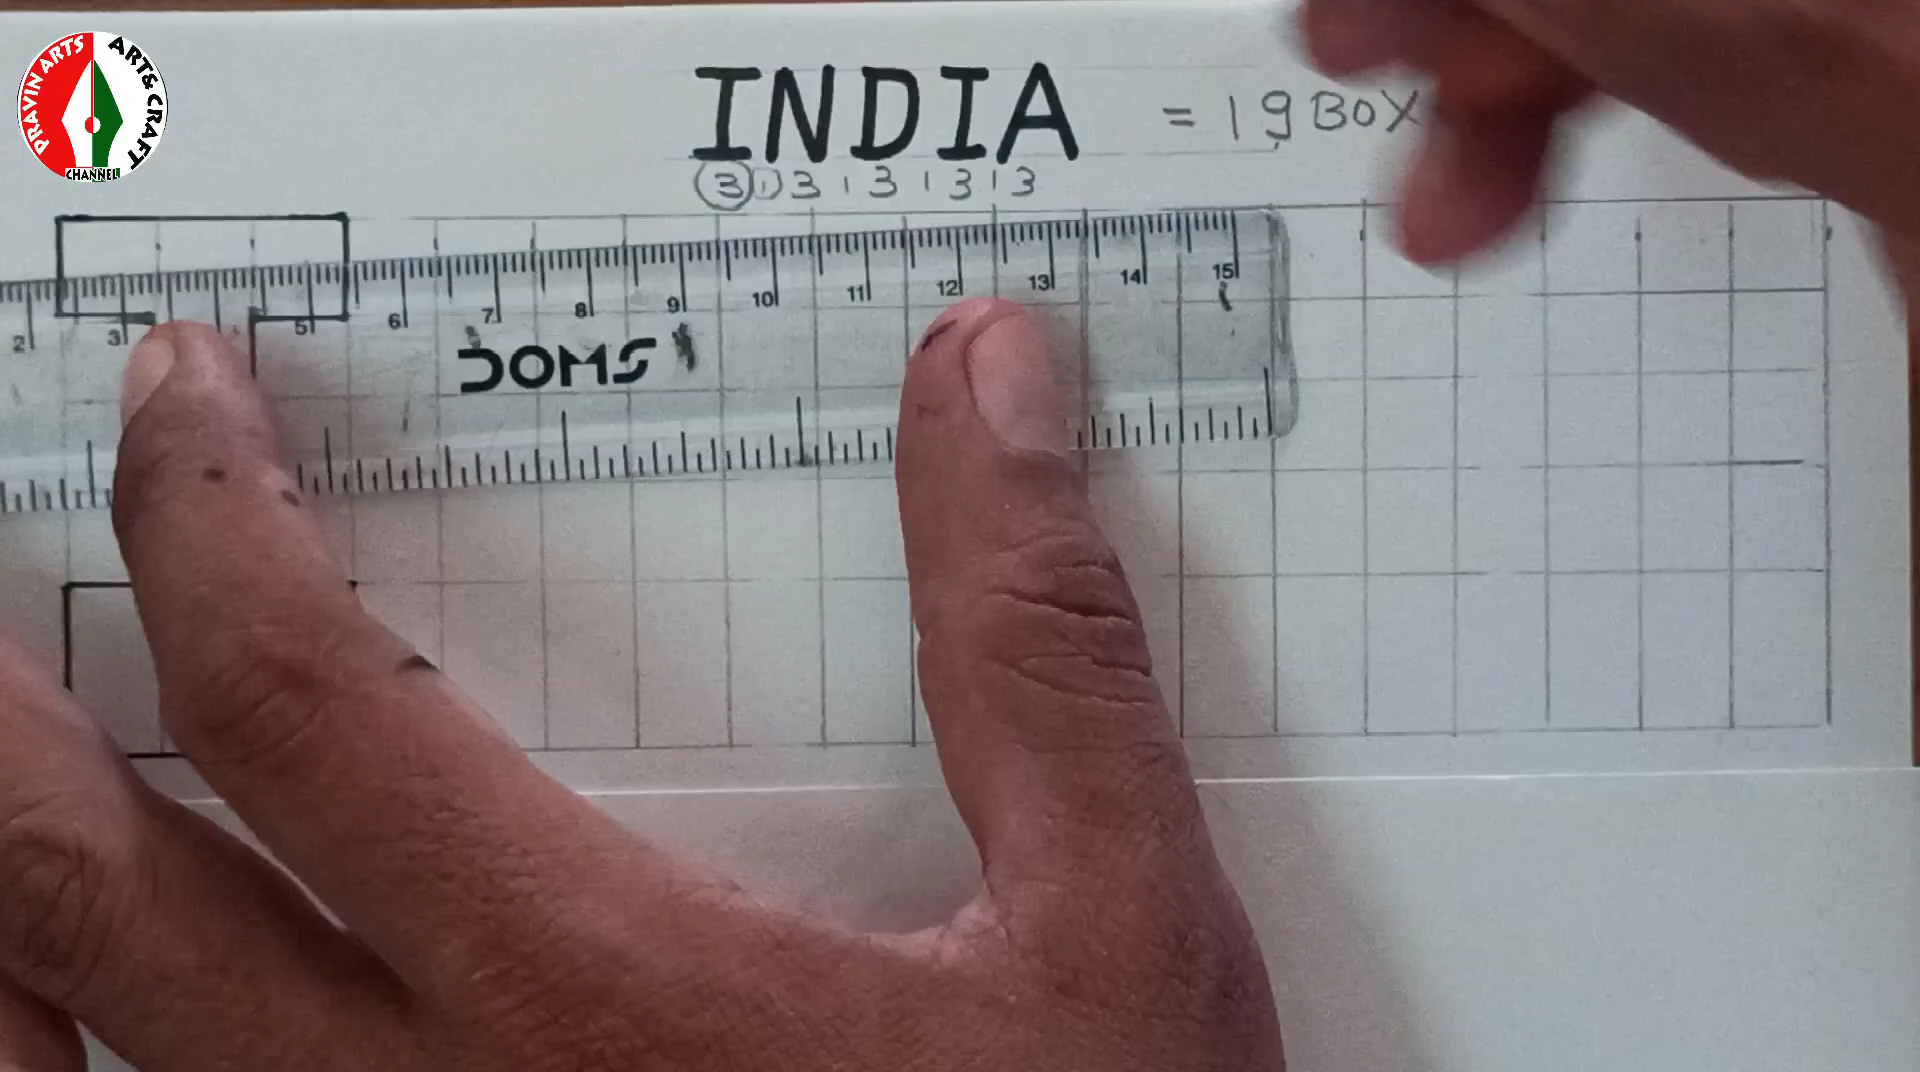 PRAVIN ARTS
ART& CRAFT
CHANNEL
INDIA = 19 BOX
3 1 3 1 3 1 3 1 3
2 3 5 6 7 8 9 10 11 12 13 14 15
DOMS